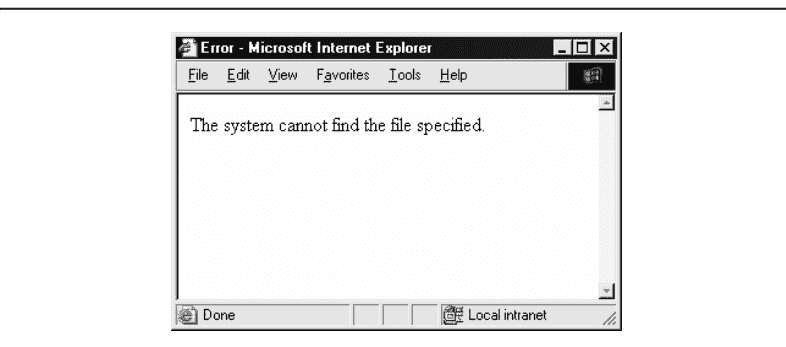 Error - Microsoft Internet Explorer
File Edit View Favorites Tools Help
The system cannot find the file specified.
Done Local intranet